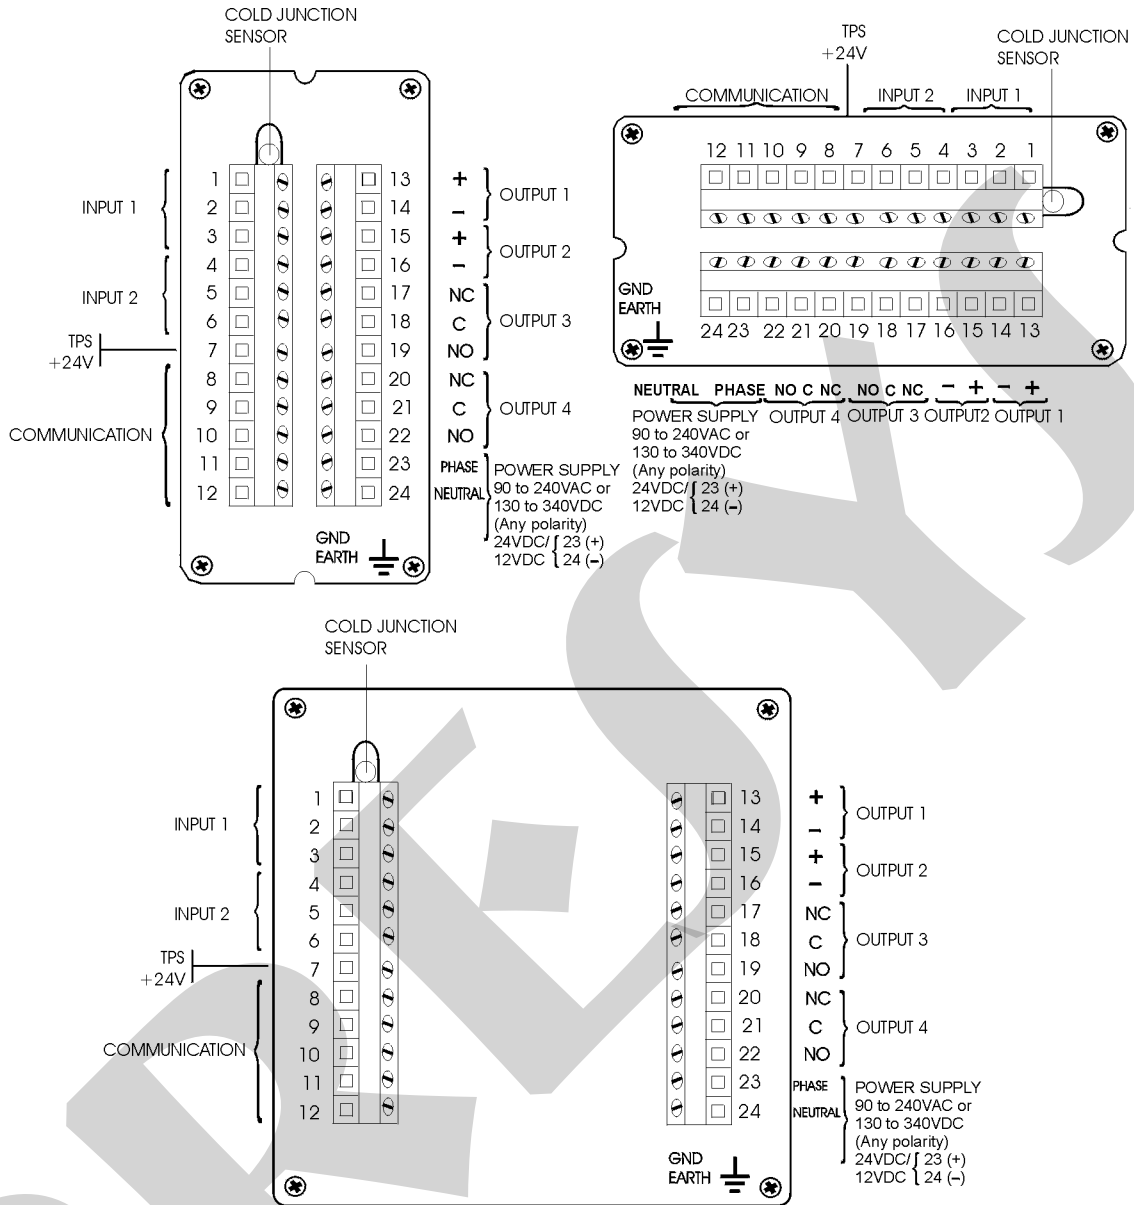 COLD JUNCTION
SENSOR
INPUT 1
INPUT 2
TPS
+24V
COMMUNICATION
1
2
3
4
5
6
7
8
9
10
11
12
13 + OUTPUT 1
14 −
15 + OUTPUT 2
16 −
17 NC
18 C OUTPUT 3
19 NO
20 NC
21 C OUTPUT 4
22 NO
23 PHASE
24 NEUTRAL
POWER SUPPLY
90 to 240VAC or
130 to 340VDC
(Any polarity)
24VDC/ { 23 (+)
12VDC { 24 (−)
GND
EARTH
TPS
+24V
COLD JUNCTION
SENSOR
COMMUNICATION INPUT 2 INPUT 1
12 11 10 9 8 7 6 5 4 3 2 1
GND
EARTH
24 23 22 21 20 19 18 17 16 15 14 13
NEUTRAL PHASE NO C NC NO C NC − + − +
POWER SUPPLY OUTPUT 4 OUTPUT 3 OUTPUT2 OUTPUT 1
90 to 240VAC or
130 to 340VDC
(Any polarity)
24VDC/ { 23 (+)
12VDC { 24 (−)
COLD JUNCTION
SENSOR
INPUT 1
INPUT 2
TPS
+24V
COMMUNICATION
1
2
3
4
5
6
7
8
9
10
11
12
13 + OUTPUT 1
14 −
15 + OUTPUT 2
16 −
17 NC
18 C OUTPUT 3
19 NO
20 NC
21 C OUTPUT 4
22 NO
23 PHASE
24 NEUTRAL
POWER SUPPLY
90 to 240VAC or
130 to 340VDC
(Any polarity)
24VDC/ { 23 (+)
12VDC { 24 (−)
GND
EARTH
PRESYS